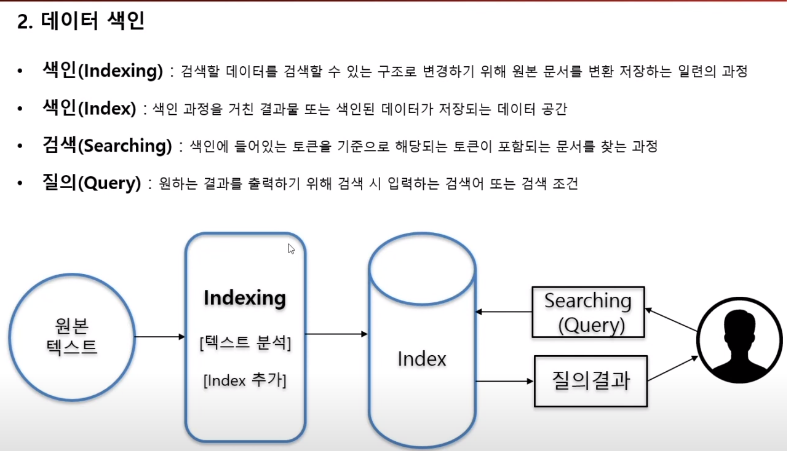 2. 데이터 색인
• 색인(Indexing) : 검색할 데이터를 검색할 수 있는 구조로 변경하기 위해 원본 문서를 변환 저장하는 일련의 과정
• 색인(Index) : 색인 과정을 거친 결과물 또는 색인된 데이터가 저장되는 데이터 공간
• 검색(Searching) : 색인에 들어있는 토큰을 기준으로 해당되는 토큰이 포함되는 문서를 찾는 과정
• 질의(Query) : 원하는 결과를 출력하기 위해 검색 시 입력하는 검색어 또는 검색 조건
원본
텍스트
Indexing
[텍스트 분석]
[Index 추가]
Index
Searching
(Query)
질의결과